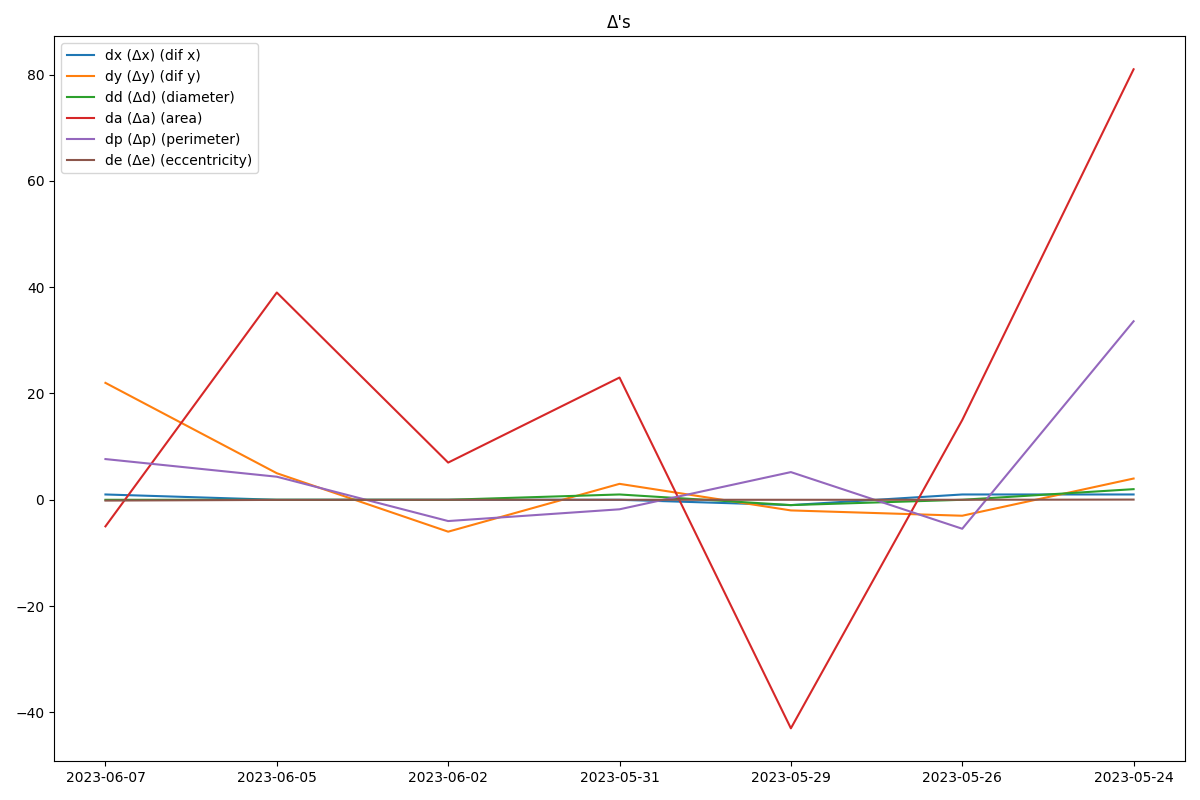 Δ's
dx (Δx) (dif x)
dy (Δy) (dif y)
dd (Δd) (diameter)
da (Δa) (area)
dp (Δp) (perimeter)
de (Δe) (eccentricity)
80
60
40
20
0
−20
−40
2023-06-07 2023-06-05 2023-06-02 2023-05-31 2023-05-29 2023-05-26 2023-05-24